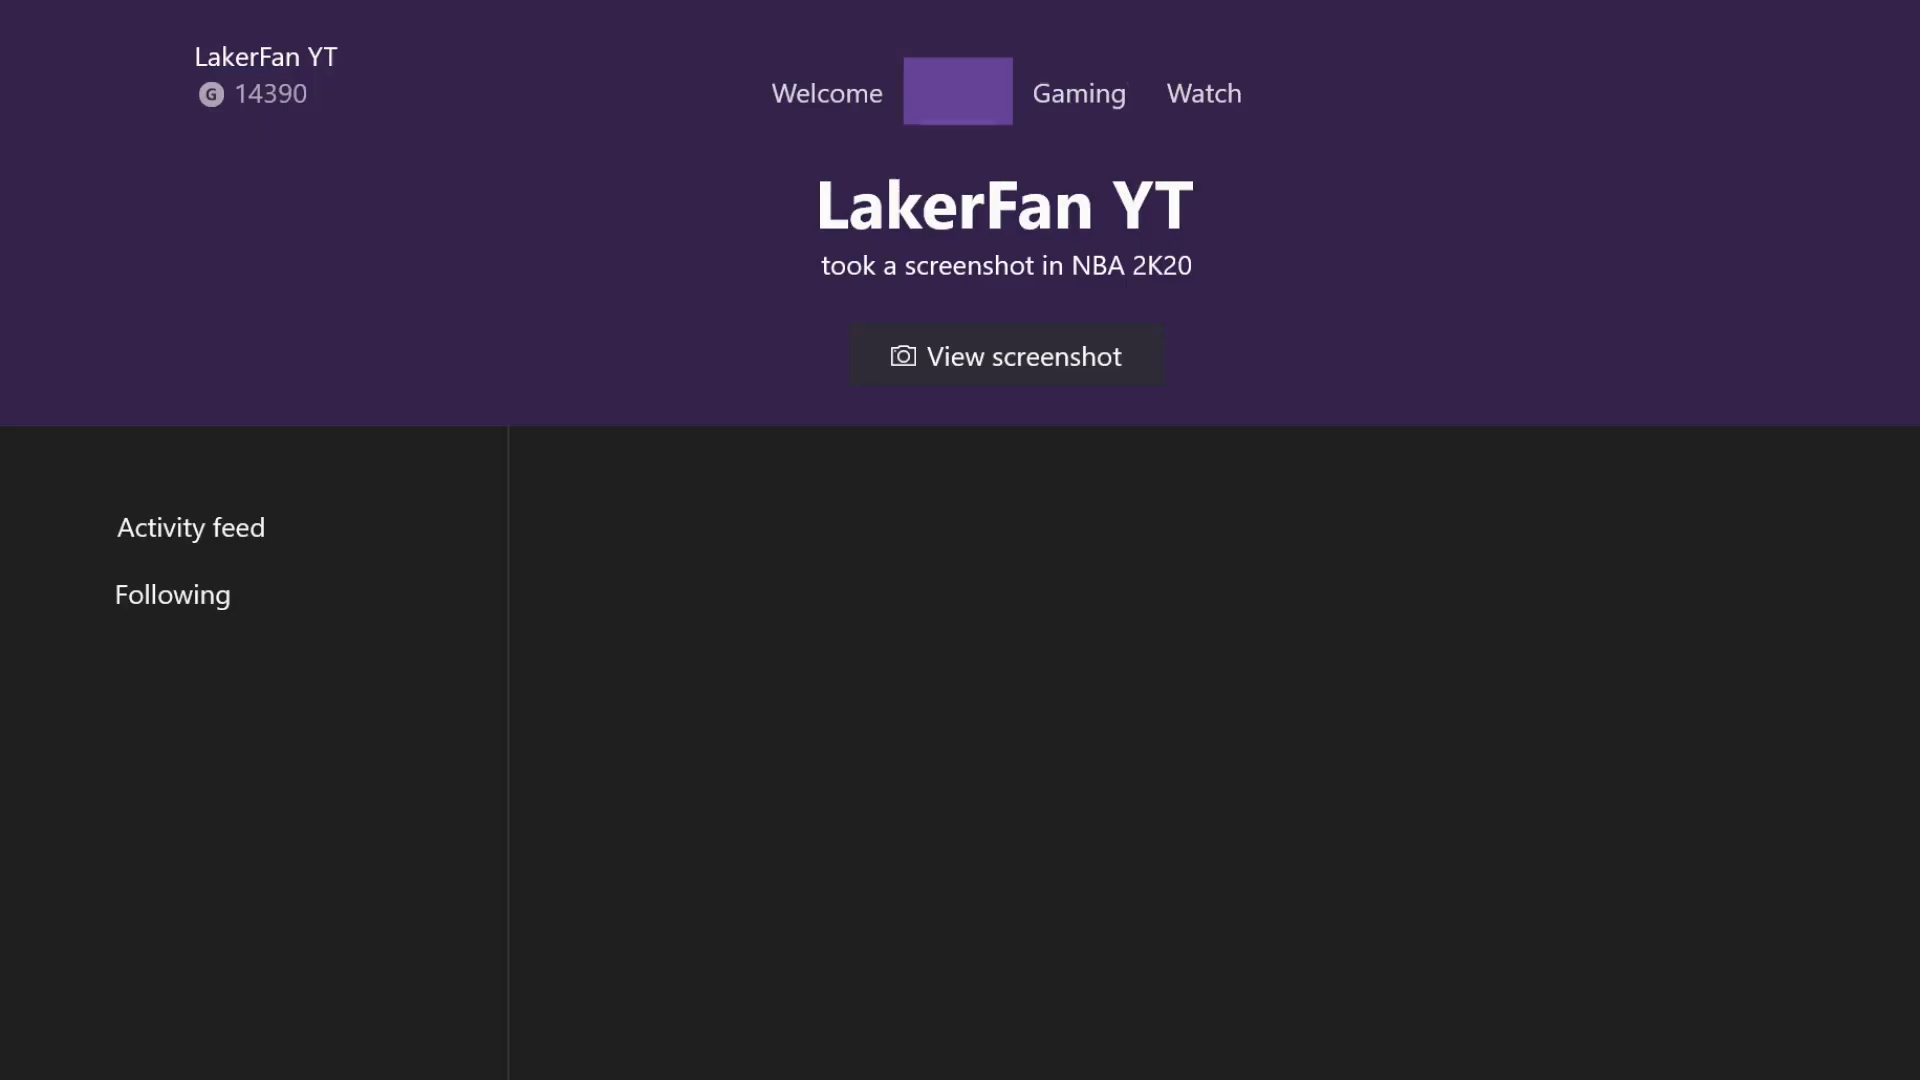 LakerFan YT
G 14390
Welcome Gaming Watch
LakerFan YT
took a screenshot in NBA 2K20
View screenshot
Activity feed
Following